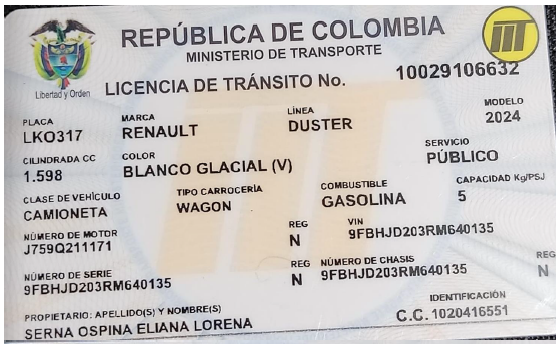 REPÚBLICA DE COLOMBIA
MINISTERIO DE TRANSPORTE
Libertad y Orden
LICENCIA DE TRÁNSITO No. 10029106632
PLACA MARCA LÍNEA MODELO
LKO317 RENAULT DUSTER 2024
CILINDRADA CC COLOR SERVICIO
1.598 BLANCO GLACIAL (V) PÚBLICO
CLASE DE VEHÍCULO TIPO CARROCERÍA COMBUSTIBLE CAPACIDAD Kg/PSJ
CAMIONETA WAGON GASOLINA 5
NÚMERO DE MOTOR REG VIN
J759Q211171 N 9FBHJD203RM640135
NÚMERO DE SERIE REG NÚMERO DE CHASIS REG
9FBHJD203RM640135 N 9FBHJD203RM640135 N
PROPIETARIO: APELLIDO(S) Y NOMBRE(S) IDENTIFICACIÓN
SERNA OSPINA ELIANA LORENA C.C. 1020416551